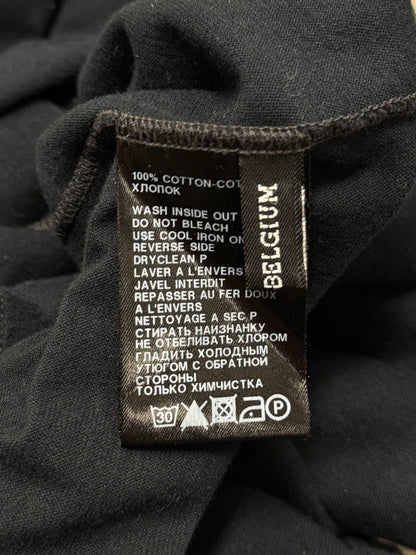 100% COTTON-COT
ХЛОПОК
WASH INSIDE OUT
DO NOT BLEACH
USE COOL IRON ON
REVERSE SIDE
DRYCLEAN P
LAVER A L'ENVERS
JAVEL INTERDIT
REPASSER AU FER DOUX
A L'ENVERS
NETTOYAGE A SEC P
СТИРАТЬ НАИЗНАНКУ
НЕ ОТБЕЛИВАТЬ ХЛОРОМ
ГЛАДИТЬ ХОЛОДНЫМ
УТЮГОМ С ОБРАТНОЙ
СТОРОНЫ
ТОЛЬКО ХИМЧИСТКА
30 P
BELGIUM